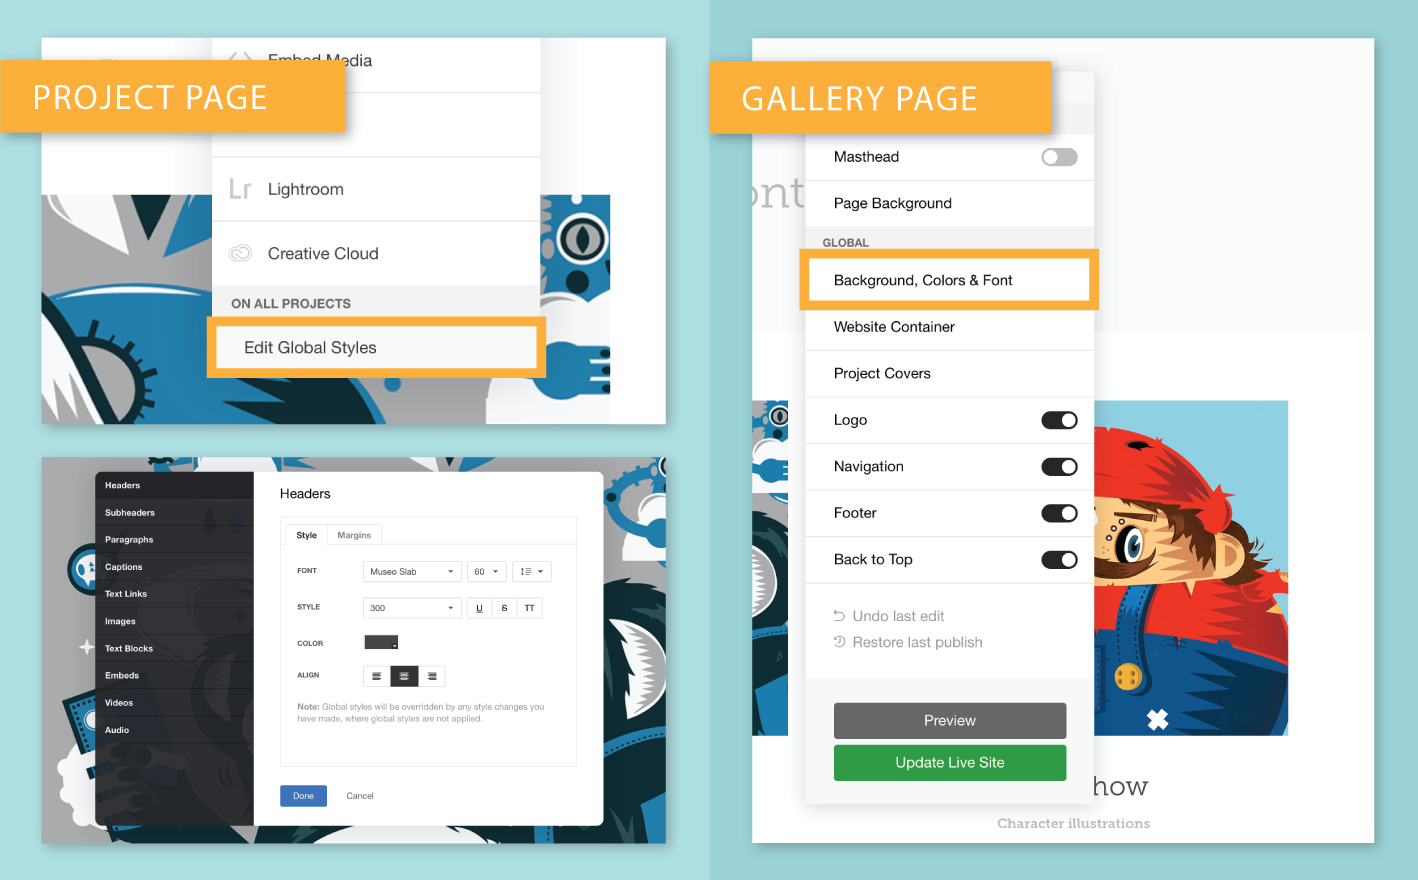 Embed Media
PROJECT PAGE
Lr Lightroom
Creative Cloud
ON ALL PROJECTS
Edit Global Styles
Headers
Subheaders
Paragraphs
Captions
Text Links
Images
Text Blocks
Embeds
Videos
Audio
Headers
Style Margins
FONT Museo Slab 60
STYLE 300 U S TT
COLOR
ALIGN
Note: Global styles will be overridden by any style changes you
have made, where global styles are not applied.
Done Cancel
GALLERY PAGE
Masthead
ont
Page Background
GLOBAL
Background, Colors & Font
Website Container
Project Covers
Logo
Navigation
Footer
Back to Top
Undo last edit
Restore last publish
Preview
Update Live Site
how
Character illustrations